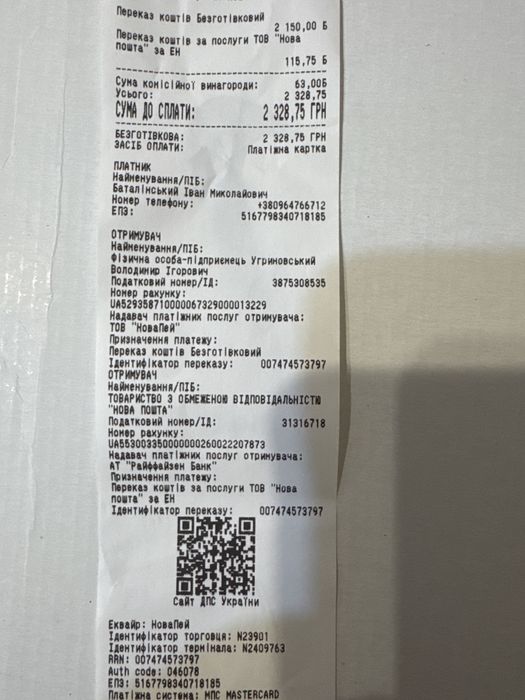 Переказ коштів Безготівковий
2 150,00 Б
Переказ коштів за послуги ТОВ "Нова
пошта" за ЕН
115,75 Б
Сума комісійної винагороди: 63,00Б
Усього: 2 328,75
СУМА ДО СПЛАТИ: 2 328,75 ГРН
БЕЗГОТІВКОВА: 2 328,75 ГРН
ЗАСІБ ОПЛАТИ: Платіжна картка
ПЛАТНИК
Найменування/ПІБ:
Баталінський Іван Миколайович
Номер телефону: +380964766712
ЕПЗ: 5167798340718185
ОТРИМУВАЧ
Найменування/ПІБ:
Фізична особа-підприємець Угриновський
Володимир Ігорович
Податковий номер/ІД: 3875308535
Номер рахунку:
UA529358710000067329000013229
Надавач платіжних послуг отримувача:
ТОВ "НоваПей"
Призначення платежу:
Переказ коштів Безготівковий
Ідентифікатор переказу: 007474573797
ОТРИМУВАЧ
Найменування/ПІБ:
ТОВАРИСТВО З ОБМЕЖЕНОЮ ВІДПОВІДАЛЬНІСТЮ
"НОВА ПОШТА"
Податковий номер/ІД: 31316718
Номер рахунку:
UA553003350000000260022207873
Надавач платіжних послуг отримувача:
АТ "Райффайзен Банк"
Призначення платежу:
Переказ коштів за послуги ТОВ "Нова
пошта" за ЕН
Ідентифікатор переказу: 007474573797
Сайт ДПС України
Еквайр: НоваПей
Ідентифікатор торговця: N23901
Ідентифікатор термінала: N2409763
RRN: 007474573797
Auth code: 046078
ЕПЗ: 5167798340718185
Платіжна система: МПС MASTERCARD